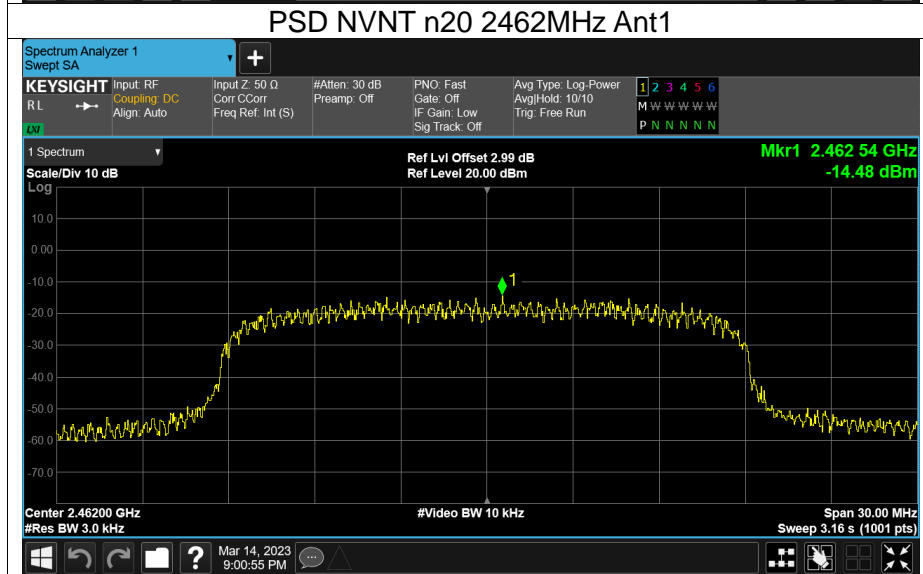 PSD NVNT n20 2462MHz Ant1
Spectrum Analyzer 1
Swept SA
+
KEYSIGHT
RL
LXI
Input: RF
Coupling: DC
Align: Auto
Input Z: 50 Ω
Corr CCorr
Freq Ref: Int (S)
#Atten: 30 dB
Preamp: Off
PNO: Fast
Gate: Off
IF Gain: Low
Sig Track: Off
Avg Type: Log-Power
Avg|Hold: 10/10
Trig: Free Run
1 2 3 4 5 6
M W W W W W
P N N N N N
1 Spectrum
Scale/Div 10 dB
Ref Lvl Offset 2.99 dB
Ref Level 20.00 dBm
Mkr1 2.462 54 GHz
-14.48 dBm
Log
10.0
0.00
-10.0
-20.0
-30.0
-40.0
-50.0
-60.0
-70.0
1
Center 2.46200 GHz
#Res BW 3.0 kHz
#Video BW 10 kHz
Span 30.00 MHz
Sweep 3.16 s (1001 pts)
?
Mar 14, 2023
9:00:55 PM